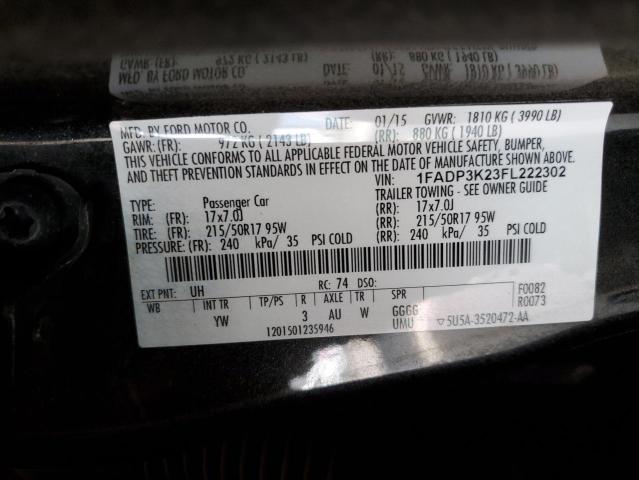 MFD. BY FORD MOTOR CO. DATE: 01/15 GVWR: 1810 KG ( 3990 LB)
GAWR: (FR): 972 KG ( 2143 LB) (RR): 880 KG ( 1940 LB)
THIS VEHICLE CONFORMS TO ALL APPLICABLE FEDERAL MOTOR VEHICLE SAFETY, BUMPER,
AND THEFT PREVENTION STANDARDS IN EFFECT ON THE DATE OF MANUFACTURE SHOWN ABOVE.
VIN: 1FADP3K23FL222302
TYPE: Passenger Car TRAILER TOWING - SEE OWNER GUIDE
RIM: (FR): 17x7.0J (RR): 17x7.0J
TIRE: (FR): 215/50R17 95W (RR): 215/50R17 95W
PRESSURE: (FR): 240 kPa/ 35 PSI COLD (RR): 240 kPa/ 35 PSI COLD
EXT PNT: UH RC: 74 DSO: F0082
WB INT TR TP/PS R AXLE TR SPR R0073
YW 3 AU W GGGG
1201501235946 UMU ▽5U5A-3520472-AA